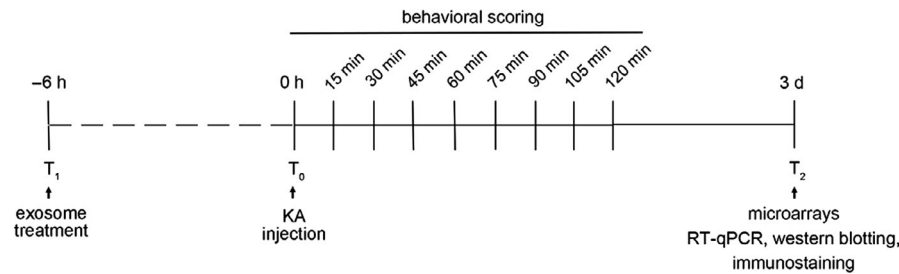 behavioral scoring
–6 h
0 h
15 min
30 min
45 min
60 min
75 min
90 min
105 min
120 min
3 d
T1
T0
T2
exosome
treatment
KA
injection
microarrays
RT-qPCR, western blotting,
immunostaining